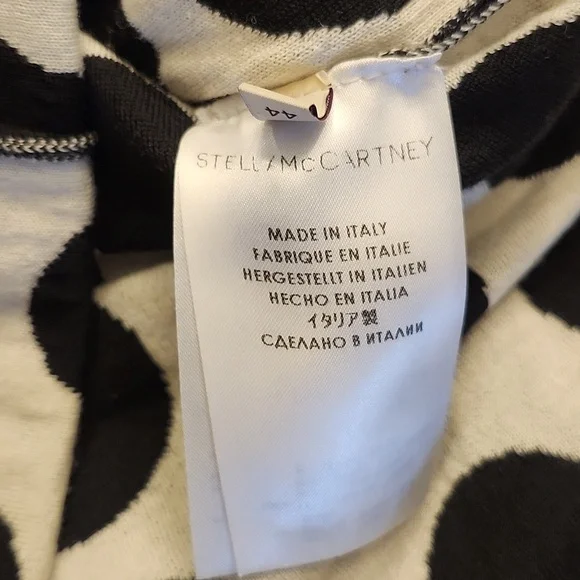 44
STELLA McCARTNEY
MADE IN ITALY
FABRIQUE EN ITALIE
HERGESTELLT IN ITALIEN
HECHO EN ITALIA
イタリア製
СДЕЛАНО В ИТАЛИИ